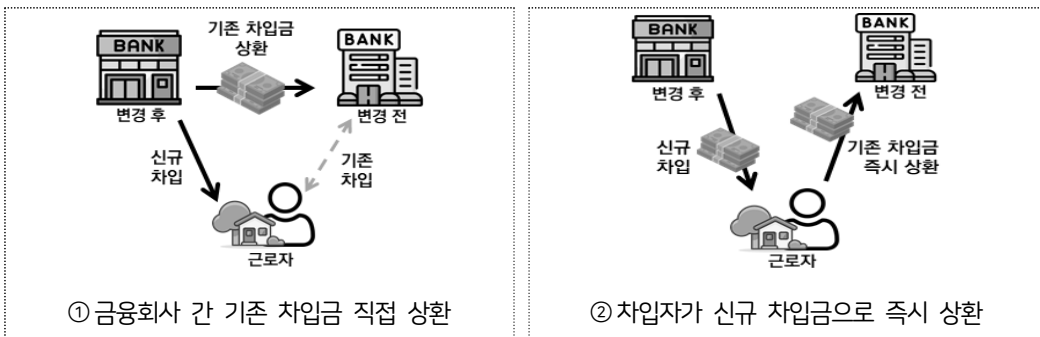 기존 차입금
상환
BANK
BANK
변경 후
변경 전
신규
차입
기존
차입
근로자
① 금융회사 간 기존 차입금 직접 상환
BANK
BANK
변경 후
변경 전
신규
차입
기존 차입금
즉시 상환
근로자
② 차입자가 신규 차입금으로 즉시 상환